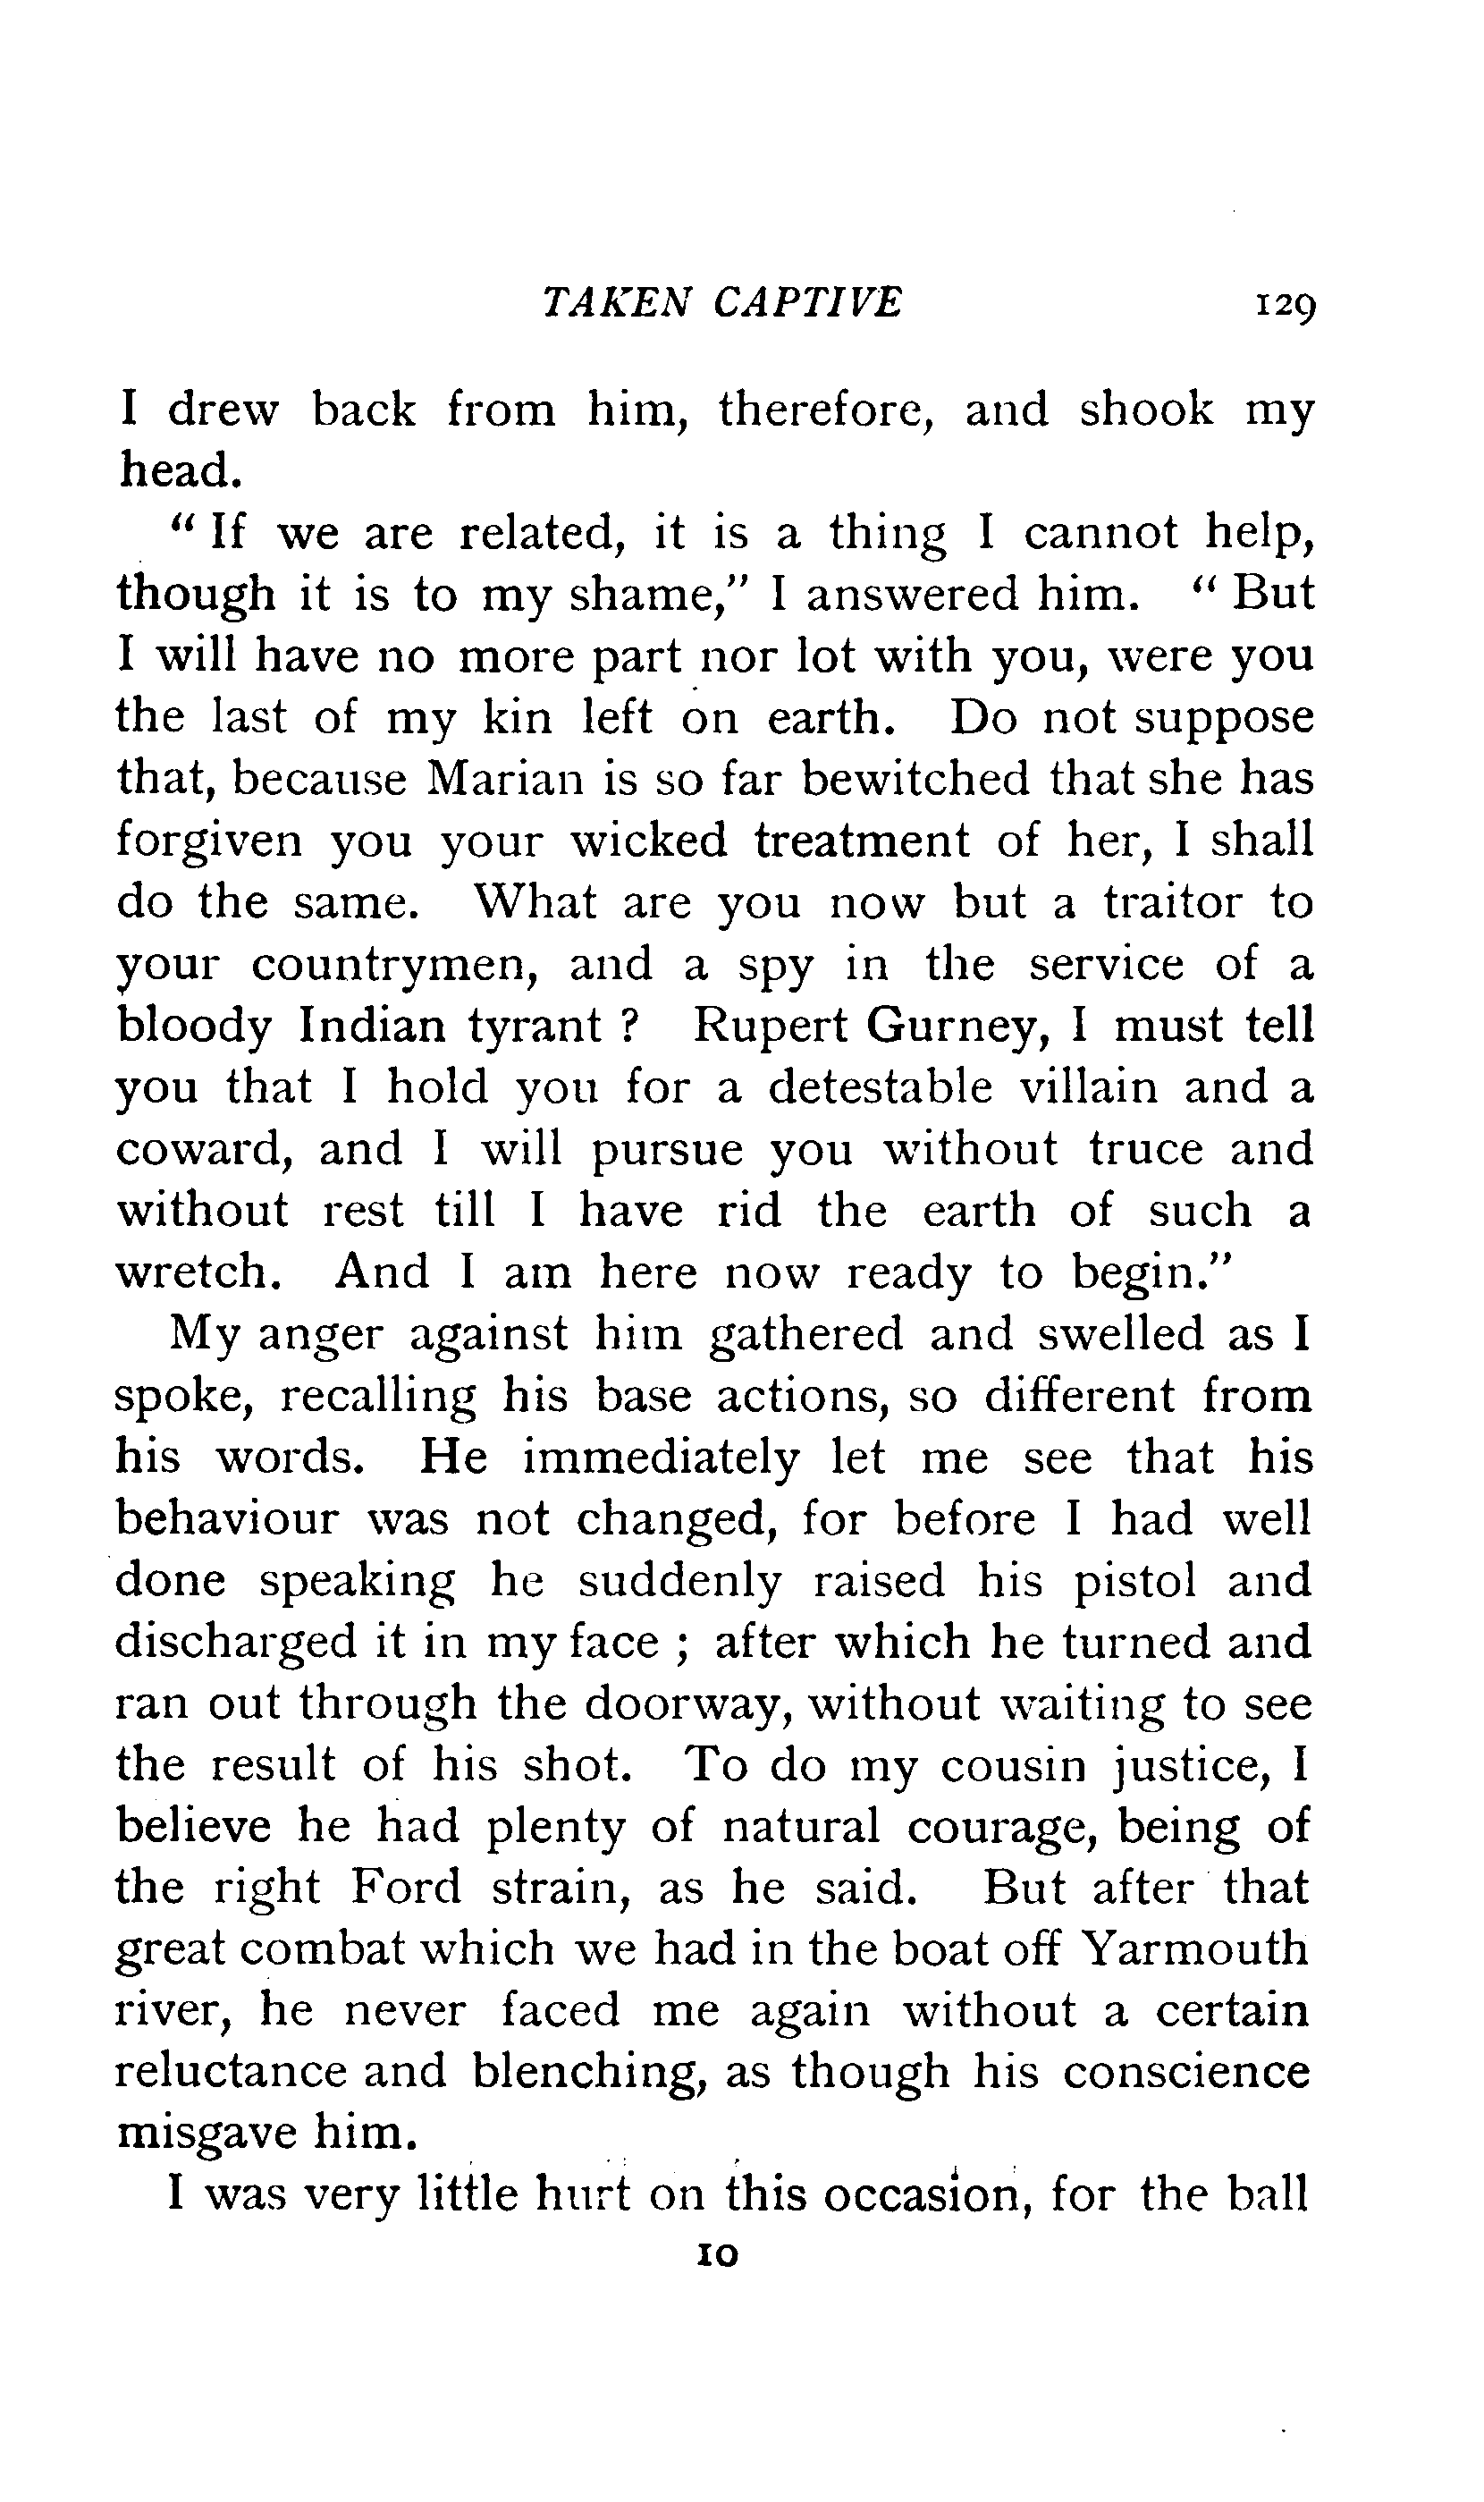 TAKEN CAPTIVE 129
I drew back from him, therefore, and shook my
head.
“ If we are related, it is a thing I cannot help,
though it is to my shame,” I answered him. “ But
I will have no more part nor lot with you, were you
the last of my kin left on earth. Do not suppose
that, because Marian is so far bewitched that she has
forgiven you your wicked treatment of her, I shall
do the same. What are you now but a traitor to
your countrymen, and a spy in the service of a
bloody Indian tyrant ? Rupert Gurney, I must tell
you that I hold you for a detestable villain and a
coward, and I will pursue you without truce and
without rest till I have rid the earth of such a
wretch. And I am here now ready to begin.”
My anger against him gathered and swelled as I
spoke, recalling his base actions, so different from
his words. He immediately let me see that his
behaviour was not changed, for before I had well
done speaking he suddenly raised his pistol and
discharged it in my face ; after which he turned and
ran out through the doorway, without waiting to see
the result of his shot. To do my cousin justice, I
believe he had plenty of natural courage, being of
the right Ford strain, as he said. But after that
great combat which we had in the boat off Yarmouth
river, he never faced me again without a certain
reluctance and blenching, as though his conscience
misgave him.
I was very little hurt on this occasion, for the ball
10